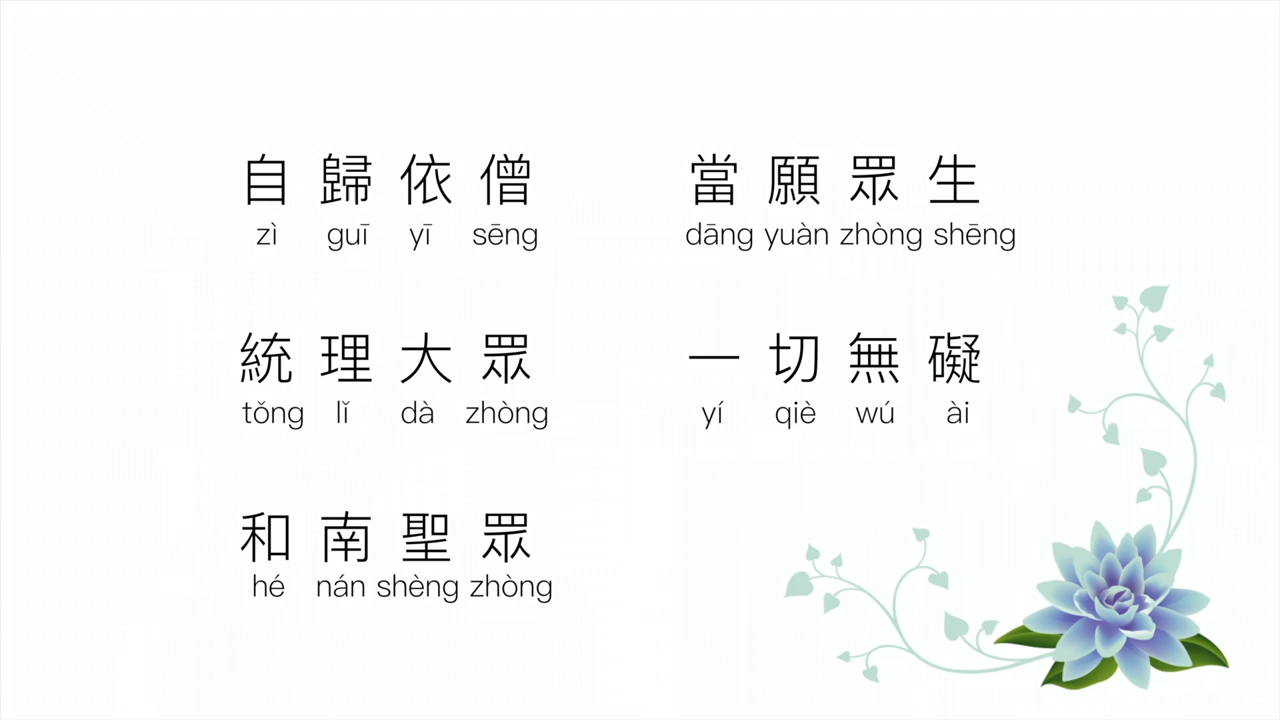 自歸依僧 當願眾生
zì guī yī sēng dāng yuàn zhòng shēng
統理大眾 一切無礙
tǒng lǐ dà zhòng yí qiè wú ài
和南聖眾
hé nán shèng zhòng